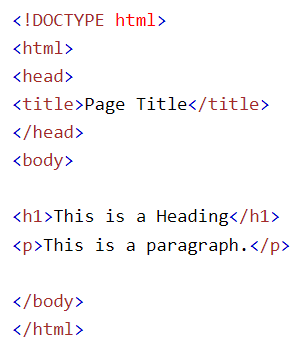 <!DOCTYPE html>
<html>
<head>
<title>Page Title</title>
</head>
<body>
<h1>This is a Heading</h1>
<p>This is a paragraph.</p>
</body>
</html>